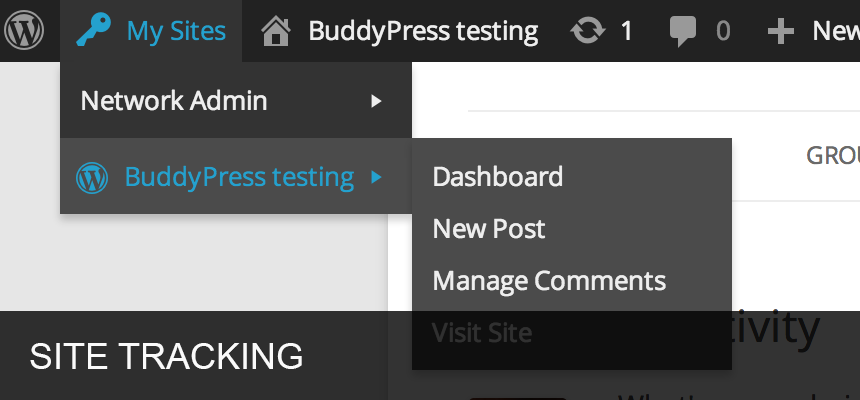 My Sites BuddyPress testing 1 0 New
Network Admin
GROU
BuddyPress testing
Dashboard
New Post
Manage Comments
Visit Site
tivity
SITE TRACKING